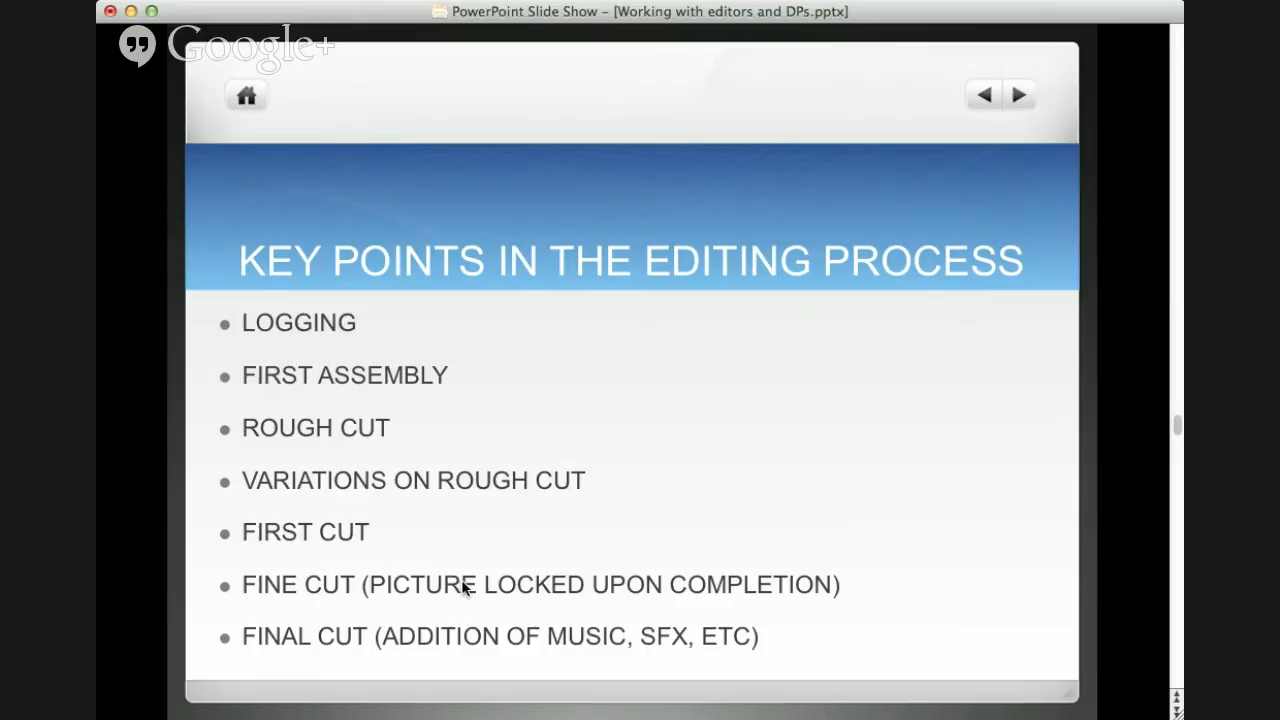 PowerPoint Slide Show – [Working with editors and DPs.pptx]
Google+
KEY POINTS IN THE EDITING PROCESS
LOGGING
FIRST ASSEMBLY
ROUGH CUT
VARIATIONS ON ROUGH CUT
FIRST CUT
FINE CUT (PICTURE LOCKED UPON COMPLETION)
FINAL CUT (ADDITION OF MUSIC, SFX, ETC)